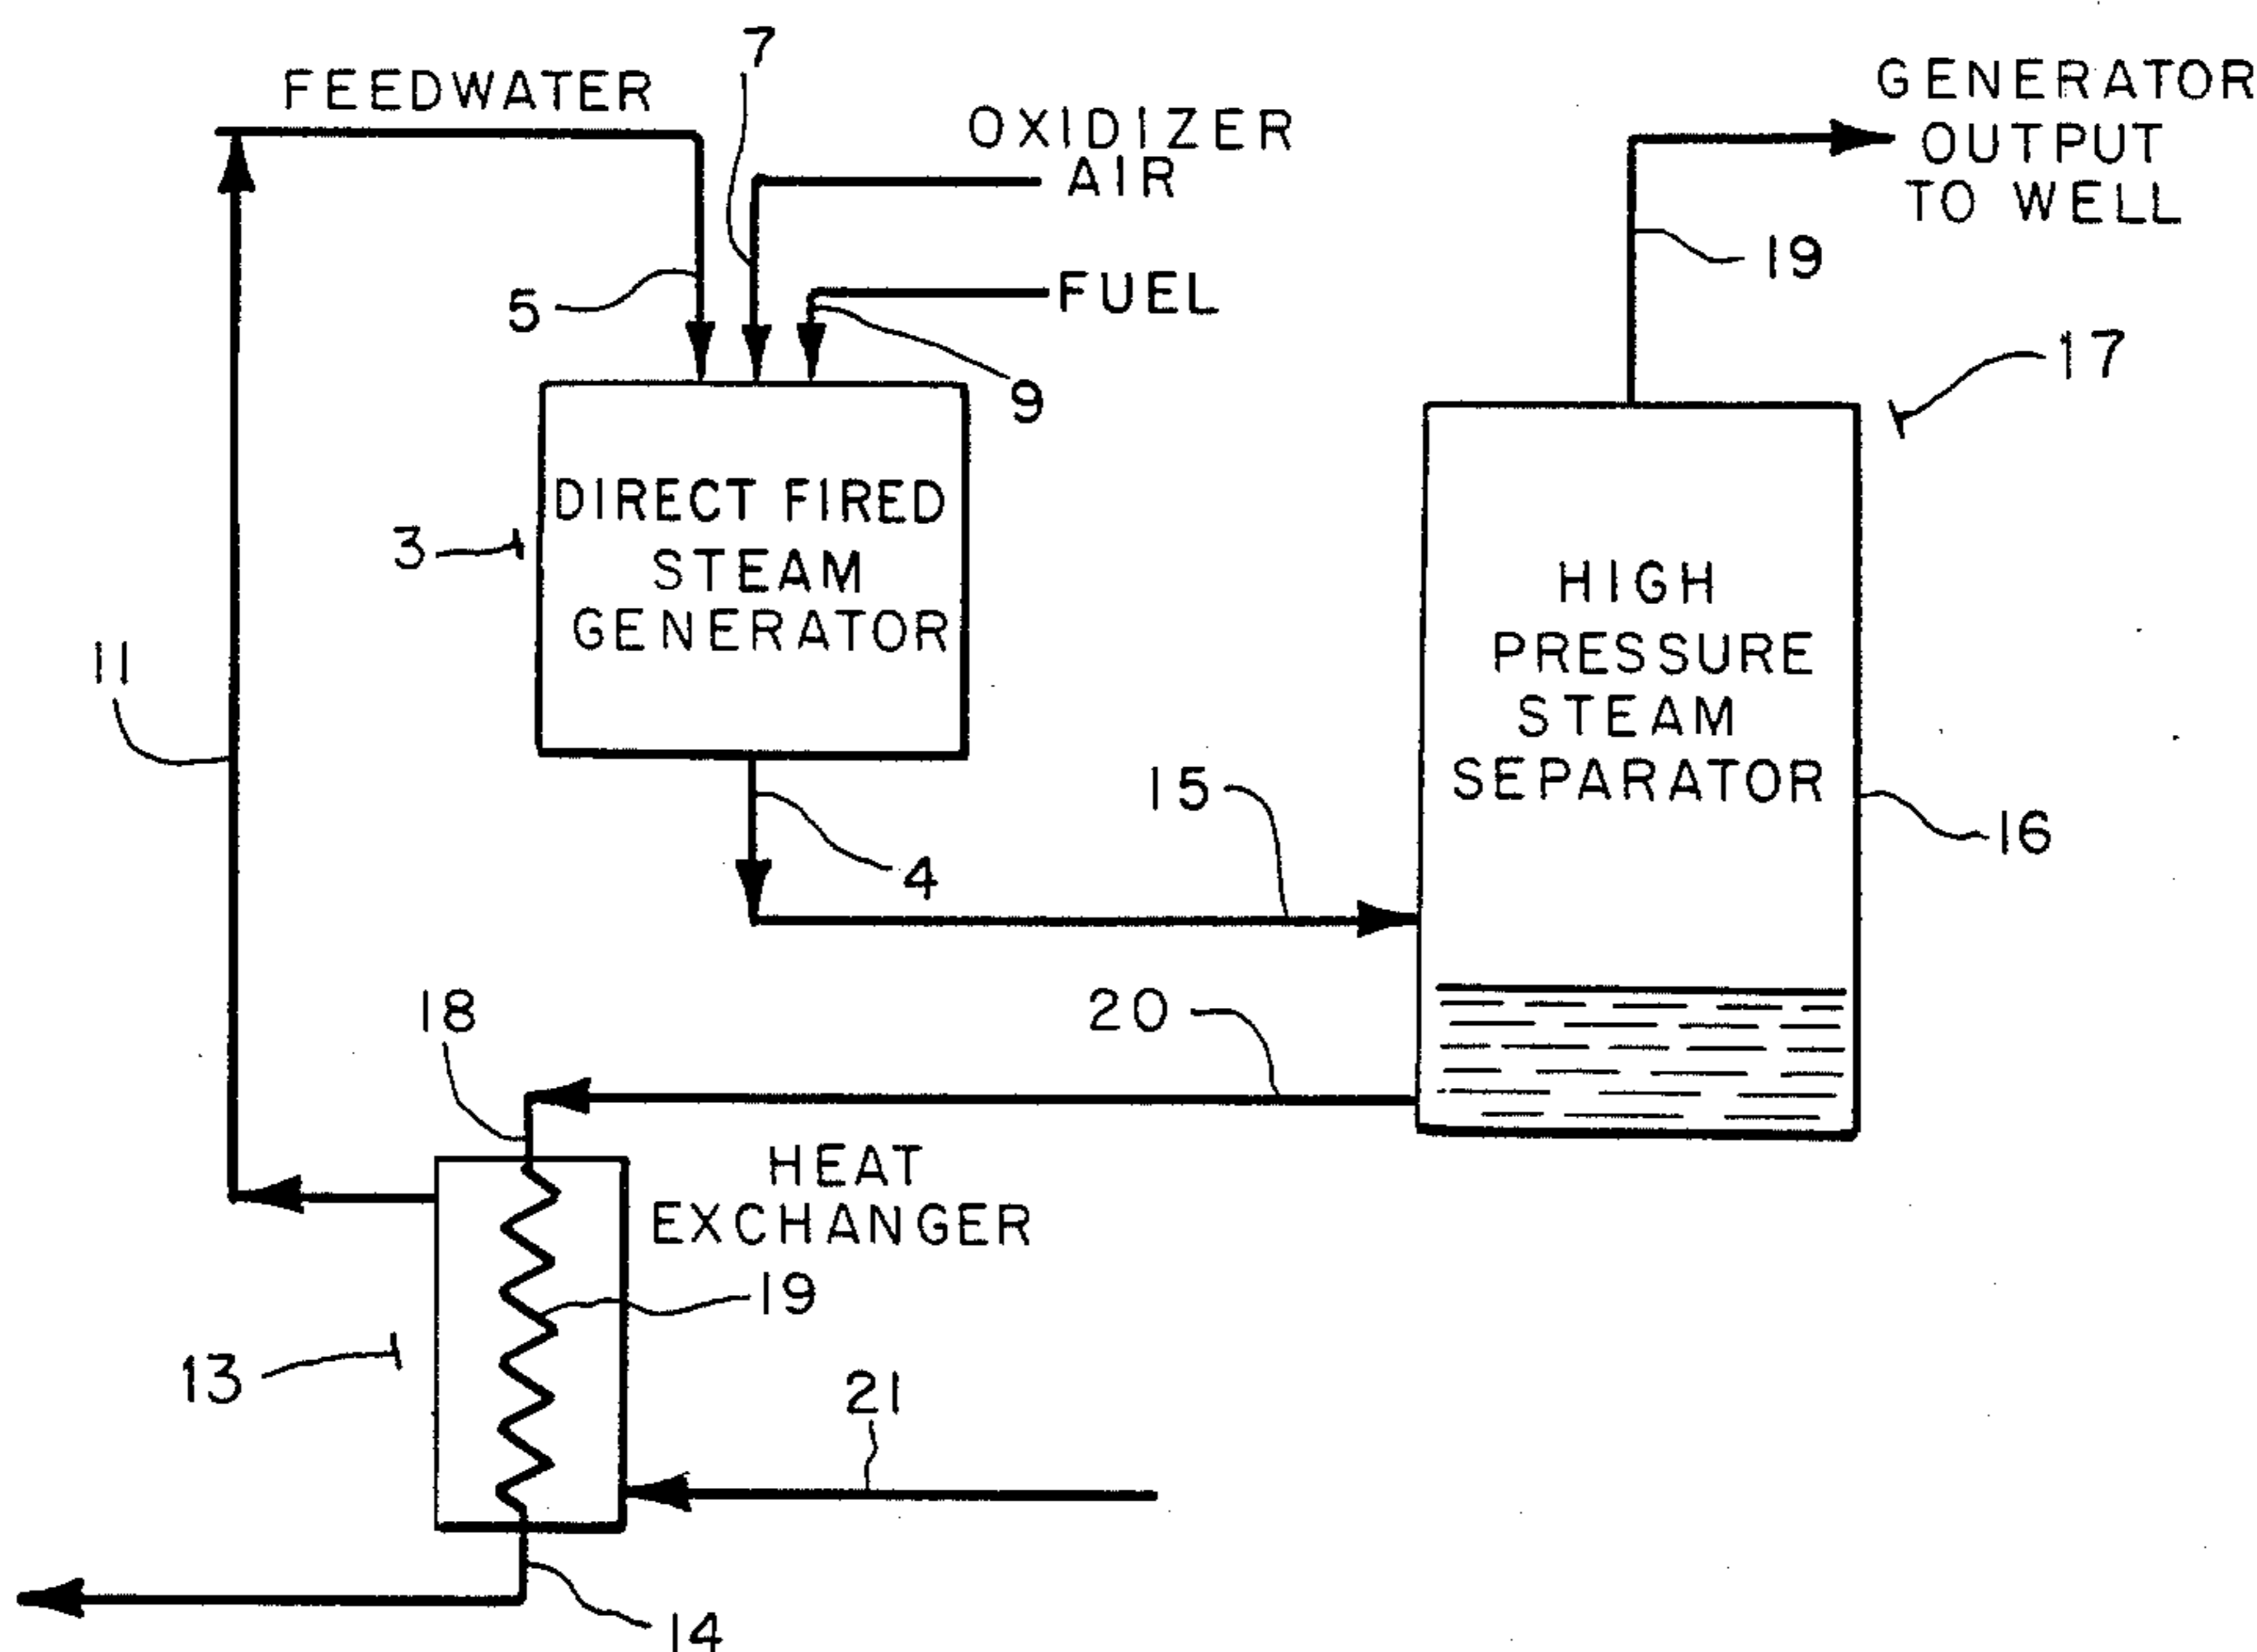 7
FEEDWATER
OXIDIZER
AIR
GENERATOR
OUTPUT
TO WELL
19
5
FUEL
9
17
DIRECT FIRED
STEAM
GENERATOR
3
HIGH
PRESSURE
STEAM
SEPARATOR
11
15
16
4
18
20
HEAT
EXCHANGER
19
13
21
14